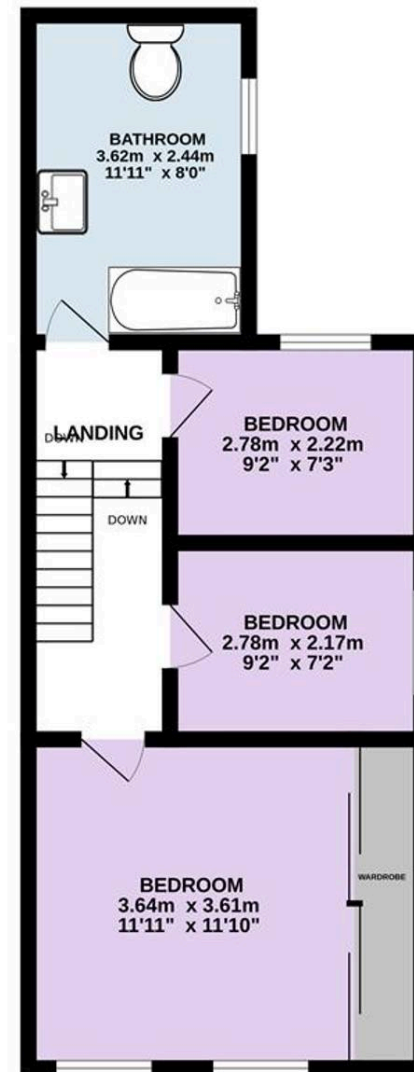 BATHROOM
3.62m x 2.44m
11'11" x 8'0"
DOWN
LANDING
DOWN
BEDROOM
2.78m x 2.22m
9'2" x 7'3"
BEDROOM
2.78m x 2.17m
9'2" x 7'2"
BEDROOM
3.64m x 3.61m
11'11" x 11'10"
WARDROBE